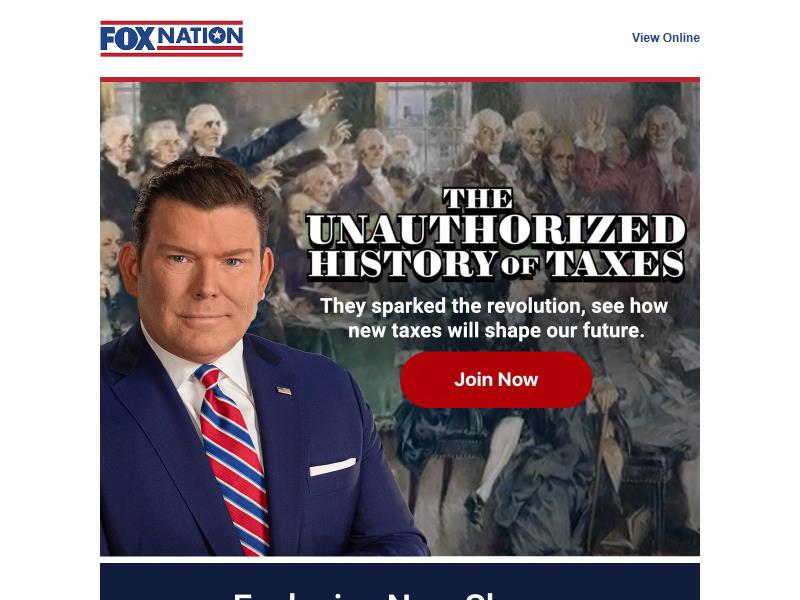 FOX NATION
View Online
THE
UNAUTHORIZED
HISTORY OF TAXES
They sparked the revolution, see how
new taxes will shape our future.
Join Now